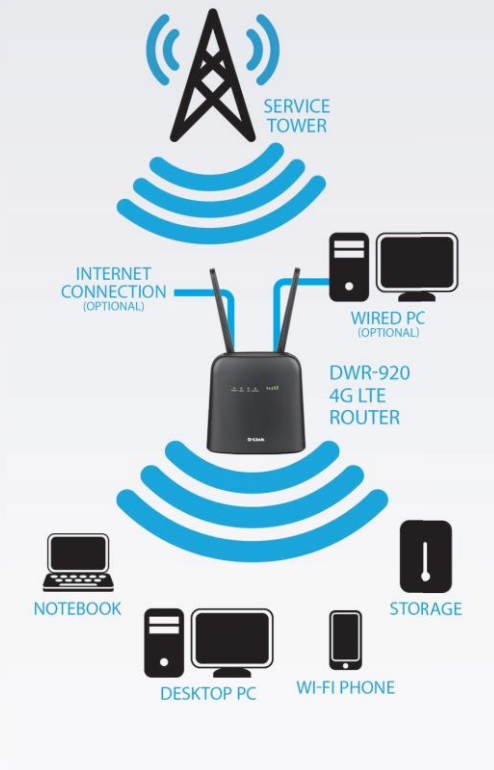 SERVICE
TOWER
INTERNET
CONNECTION
(OPTIONAL)
WIRED PC
(OPTIONAL)
DWR-920
4G LTE
ROUTER
D-Link
NOTEBOOK
STORAGE
DESKTOP PC
WI-FI PHONE